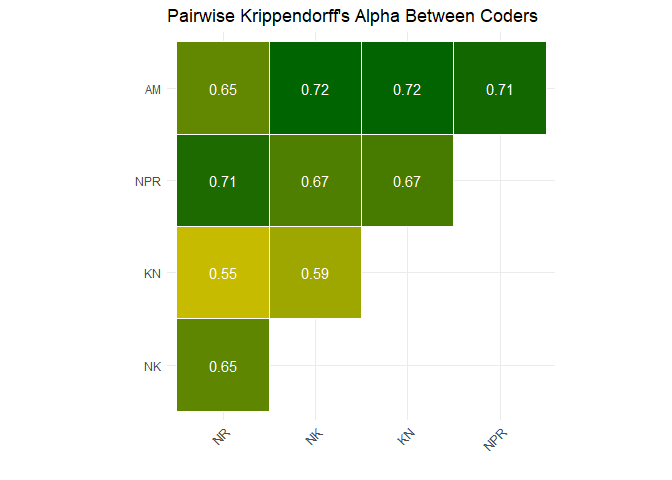 Pairwise Krippendorff's Alpha Between Coders
AM 0.65 0.72 0.72 0.71
NPR 0.71 0.67 0.67
KN 0.55 0.59
NK 0.65
NR NK KN NPR